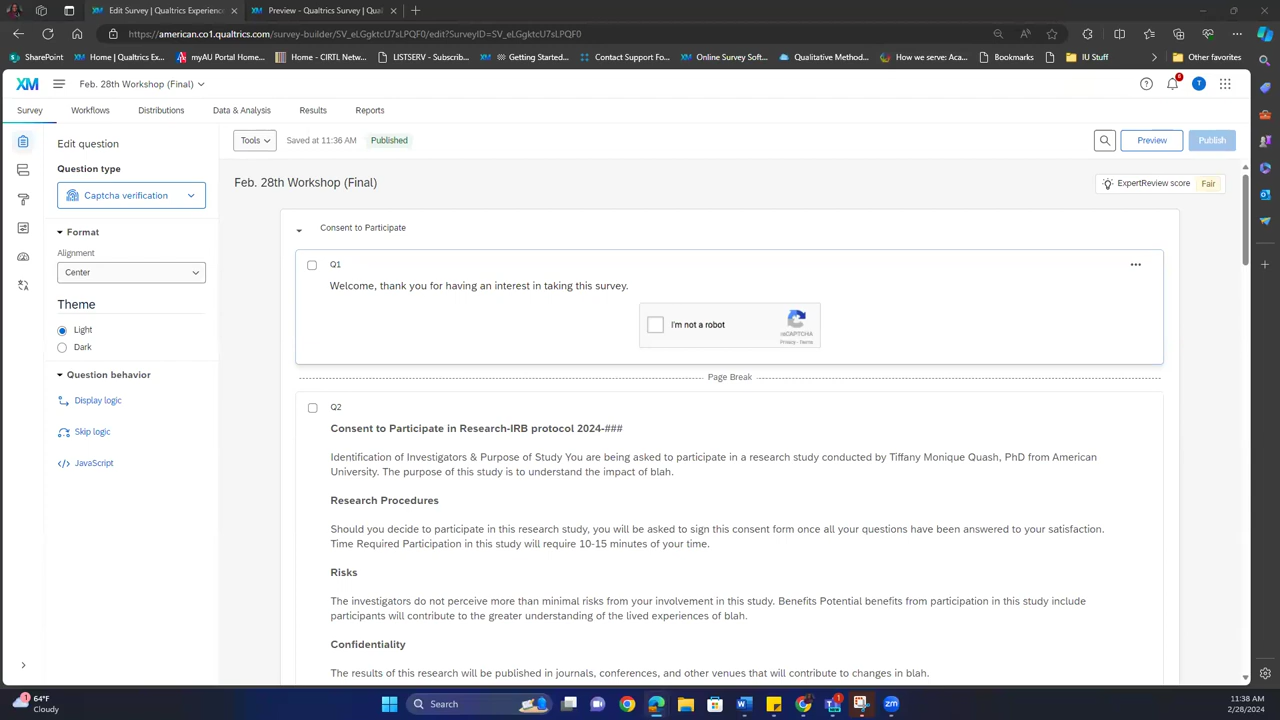 Edit Survey | Qualtrics Experience
Preview - Qualtrics Survey | Qual
https://american.co1.qualtrics.com/survey-builder/SV_eLGgktcU7sLPQF0/edit?SurveyID=SV_eLGgktcU7sLPQF0
SharePoint
Home | Qualtrics Exp...
myAU Portal Home...
Home - CIRTL Netw...
LISTSERV - Subscrib...
Getting Started...
Contact Support Fo...
Online Survey Soft...
Qualitative Method...
How we serve: Aca...
Bookmarks
IU Stuff
Other favorites
XM
Feb. 28th Workshop (Final)
6
T
Survey
Workflows
Distributions
Data & Analysis
Results
Reports
Edit question
Tools
Saved at 11:36 AM
Published
Preview
Publish
Question type
Captcha verification
Feb. 28th Workshop (Final)
ExpertReview score
Fair
Format
Alignment
Center
Theme
Light
Dark
Question behavior
Display logic
Skip logic
JavaScript
Consent to Participate
Q1
Welcome, thank you for having an interest in taking this survey.
I'm not a robot
reCAPTCHA
Privacy - Terms
Page Break
Q2
Consent to Participate in Research-IRB protocol 2024-###
Identification of Investigators & Purpose of Study You are being asked to participate in a research study conducted by Tiffany Monique Quash, PhD from American
University. The purpose of this study is to understand the impact of blah.
Research Procedures
Should you decide to participate in this research study, you will be asked to sign this consent form once all your questions have been answered to your satisfaction.
Time Required Participation in this study will require 10-15 minutes of your time.
Risks
The investigators do not perceive more than minimal risks from your involvement in this study. Benefits Potential benefits from participation in this study include
participants will contribute to the greater understanding of the lived experiences of blah.
Confidentiality
The results of this research will be published in journals, conferences, and other venues that will contribute to changes in blah.
64°F
Cloudy
Search
11:38 AM
2/28/2024